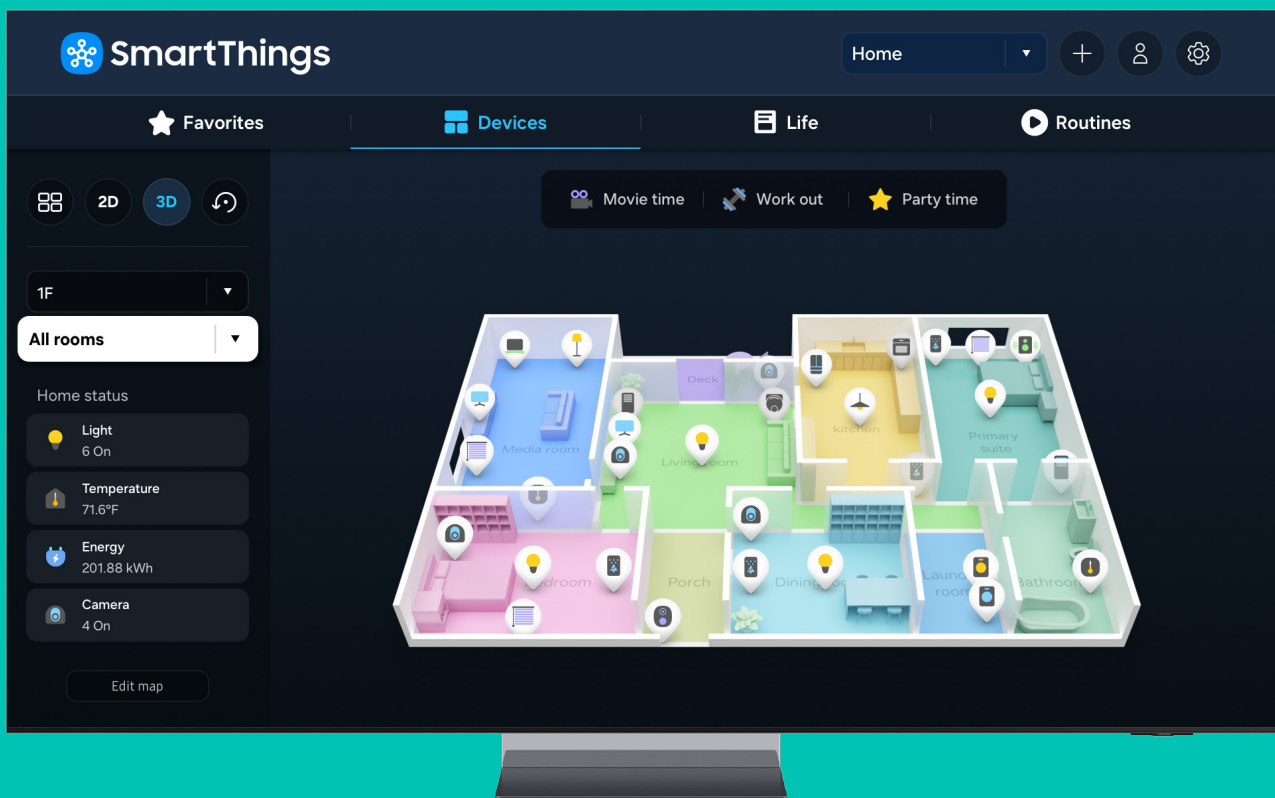 SmartThings
Home
Favorites
Devices
Life
Routines
2D
3D
Movie time
Work out
Party time
1F
All rooms
Home status
Light
6 On
Temperature
71.6°F
Energy
201.88 kWh
Camera
4 On
Edit map
Deck
kitchen
Media room
Living room
Primary
suite
Porch
room